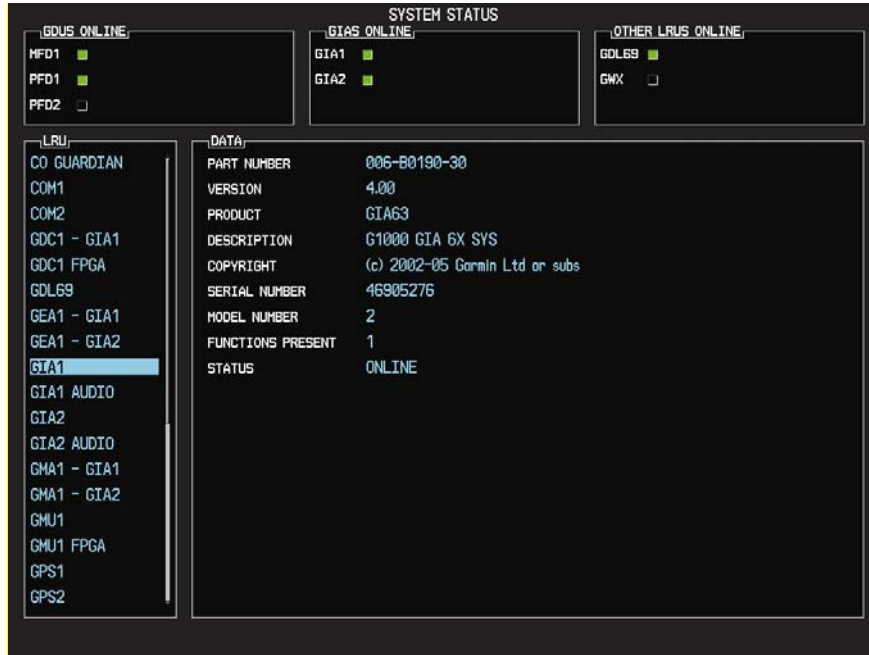 SYSTEM STATUS
GDUS ONLINE
MFD1
PFD1
PFD2
GIAS ONLINE
GIA1
GIA2
OTHER LRUS ONLINE
GDL69
GWX
LRU
CO GUARDIAN
COM1
COM2
GDC1 - GIA1
GDC1 FPGA
GDL69
GEA1 - GIA1
GEA1 - GIA2
GIA1
GIA1 AUDIO
GIA2
GIA2 AUDIO
GMA1 - GIA1
GMA1 - GIA2
GMU1
GMU1 FPGA
GPS1
GPS2
DATA
PART NUMBER 006-B0190-30
VERSION 4.00
PRODUCT GIA63
DESCRIPTION G1000 GIA 6X SYS
COPYRIGHT (c) 2002-05 Garmin Ltd or subs
SERIAL NUMBER 46905276
MODEL NUMBER 2
FUNCTIONS PRESENT 1
STATUS ONLINE